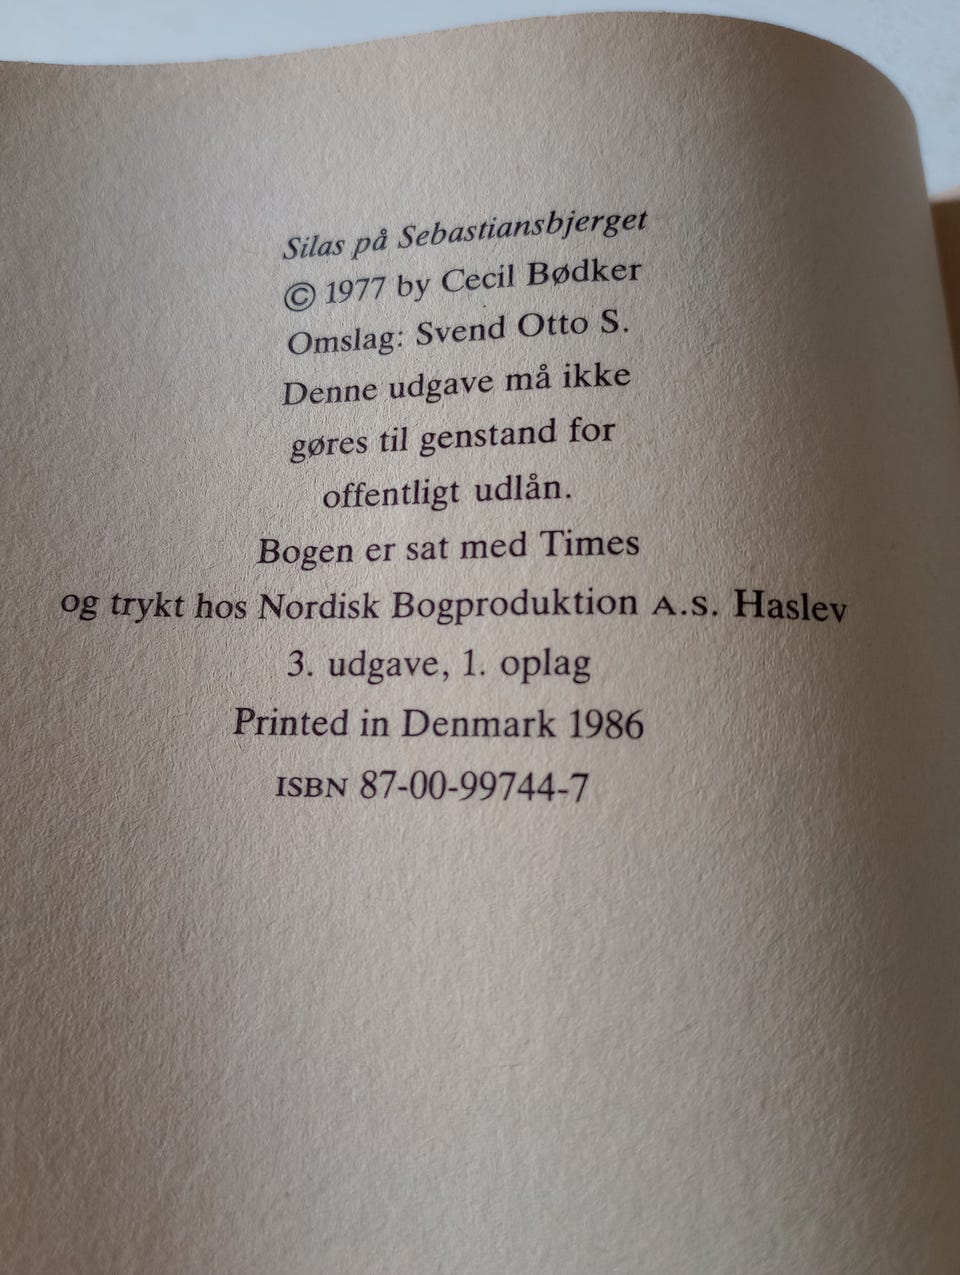 Silas på Sebastiansbjerget
© 1977 by Cecil Bødker
Omslag: Svend Otto S.
Denne udgave må ikke
gøres til genstand for
offentligt udlån.
Bogen er sat med Times
og trykt hos Nordisk Bogproduktion A.S. Haslev
3. udgave, 1. oplag
Printed in Denmark 1986
ISBN 87-00-99744-7